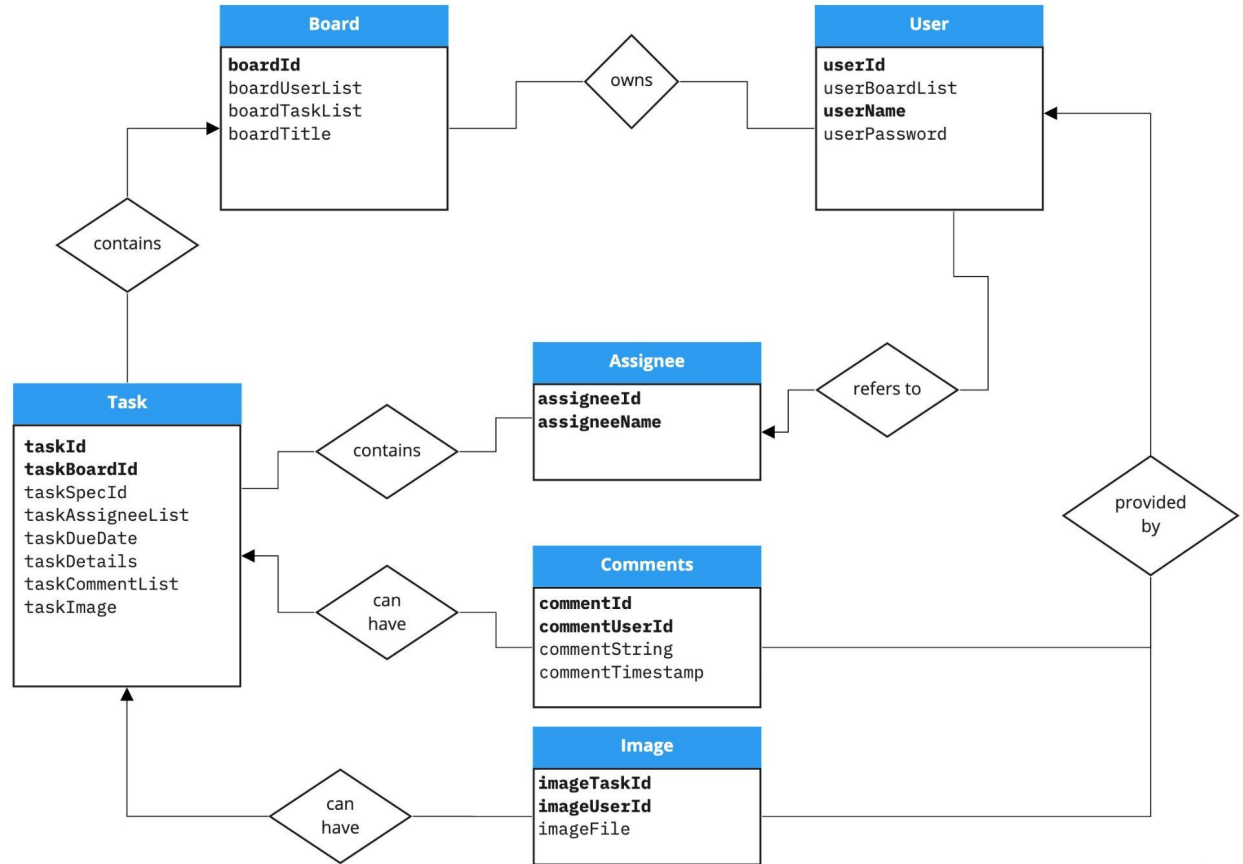 Board
boardId
boardUserList
boardTaskList
boardTitle
owns
User
userId
userBoardList
userName
userPassword
contains
Assignee
assigneeId
assigneeName
refers to
Task
taskId
taskBoardId
taskSpecId
taskAssigneeList
taskDueDate
taskDetails
taskCommentList
taskImage
contains
provided
by
can
have
Comments
commentId
commentUserId
commentString
commentTimestamp
can
have
Image
imageTaskId
imageUserId
imageFile